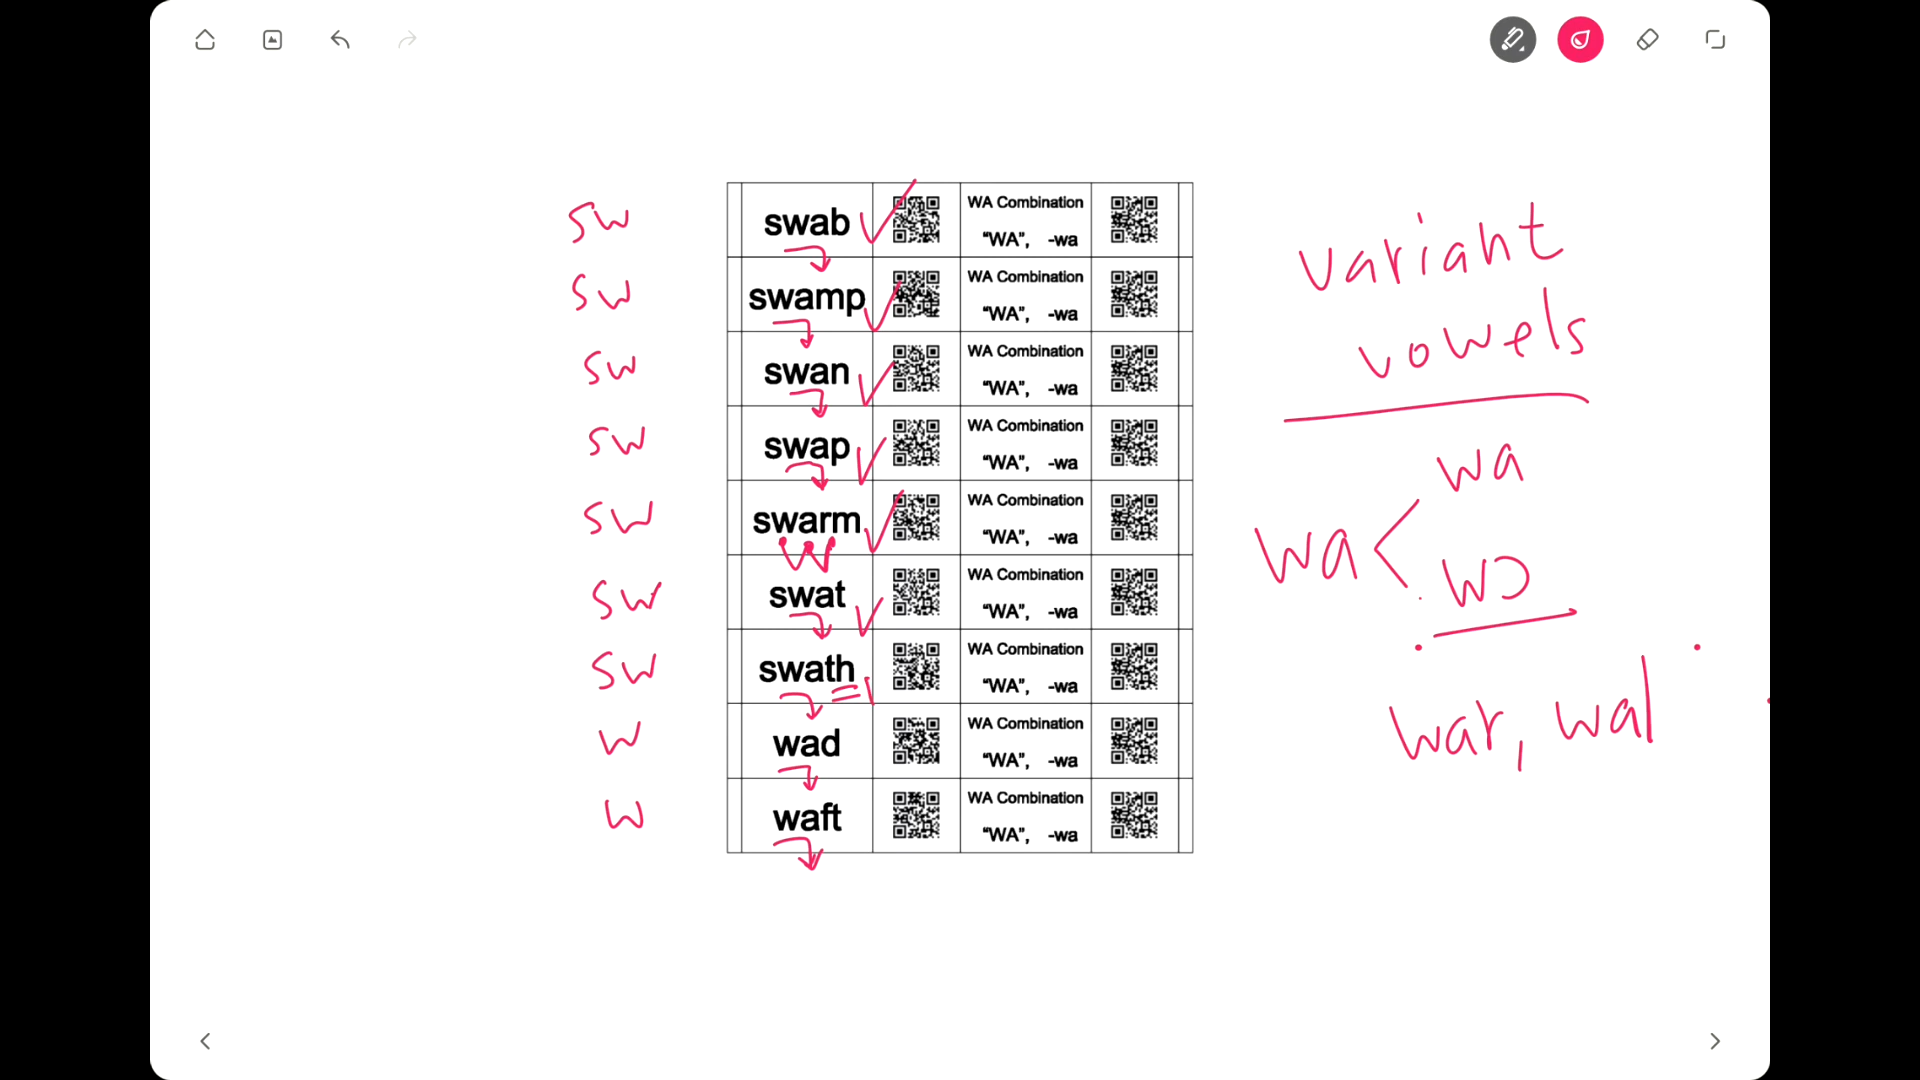 sw swab WA Combination
"WA", -wa
sw swamp WA Combination
"WA", -wa
sw swan WA Combination
"WA", -wa
sw swap WA Combination
"WA", -wa
sw swarm WA Combination
"WA", -wa
sw swat WA Combination
"WA", -wa
sw swath WA Combination
"WA", -wa
w wad WA Combination
"WA", -wa
w waft WA Combination
"WA", -wa
variant
vowels
wa
wa <
wɔ
war, wal